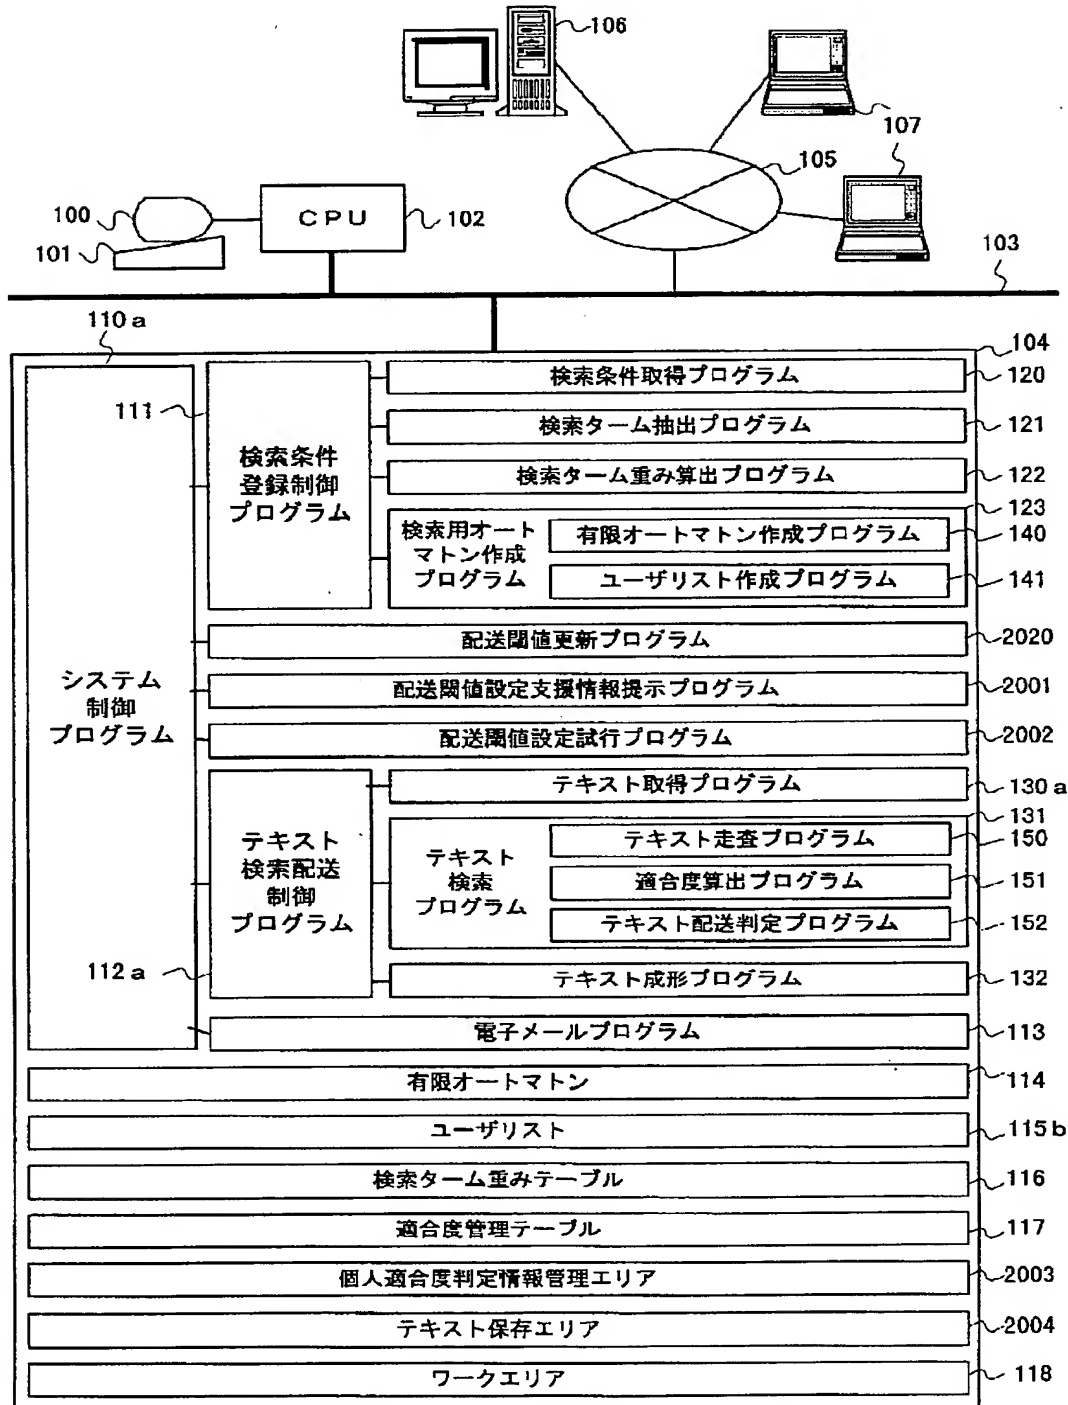 106
107
105
100
101
CPU
102
103
110a
104
111
検索条件
登録制御
プログラム
検索条件取得プログラム
120
検索ターム抽出プログラム
121
検索ターム重み算出プログラム
122
123
検索用オート
マトン作成
プログラム
有限オートマトン作成プログラム
140
ユーザリスト作成プログラム
141
システム
制御
プログラム
配送閾値更新プログラム
2020
配送閾値設定支援情報提示プログラム
2001
配送閾値設定試行プログラム
2002
テキスト
検索配送
制御
プログラム
112a
テキスト取得プログラム
130a
131
テキスト
検索
プログラム
テキスト走査プログラム
150
適合度算出プログラム
151
テキスト配送判定プログラム
152
テキスト成形プログラム
132
電子メールプログラム
113
有限オートマトン
114
ユーザリスト
115b
検索ターム重みテーブル
116
適合度管理テーブル
117
個人適合度判定情報管理エリア
2003
テキスト保存エリア
2004
ワークエリア
118